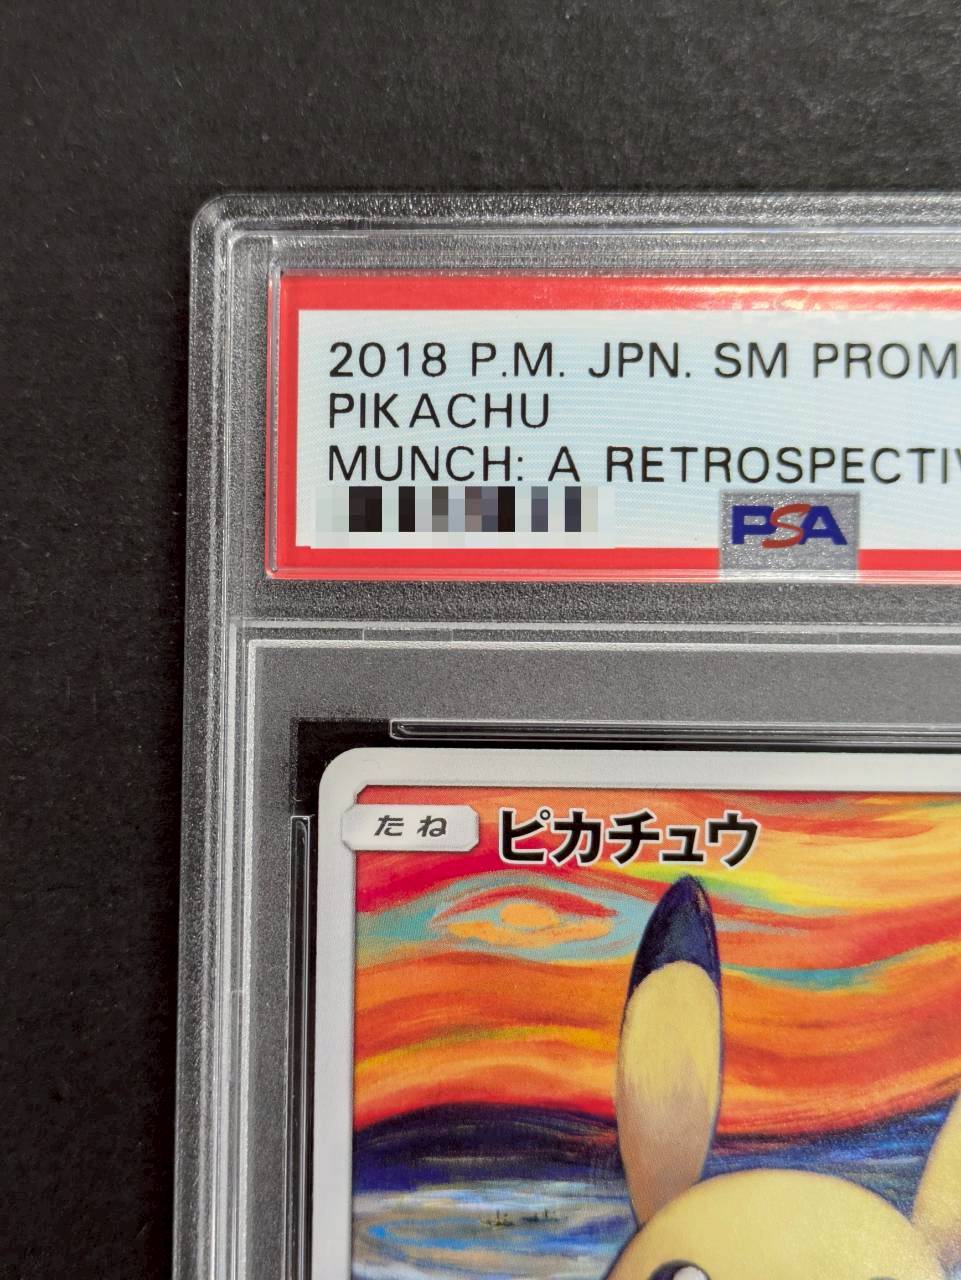 2018 P.M. JPN. SM PROM
PIKACHU
MUNCH: A RETROSPECTIV
PSA
たね ピカチュウ